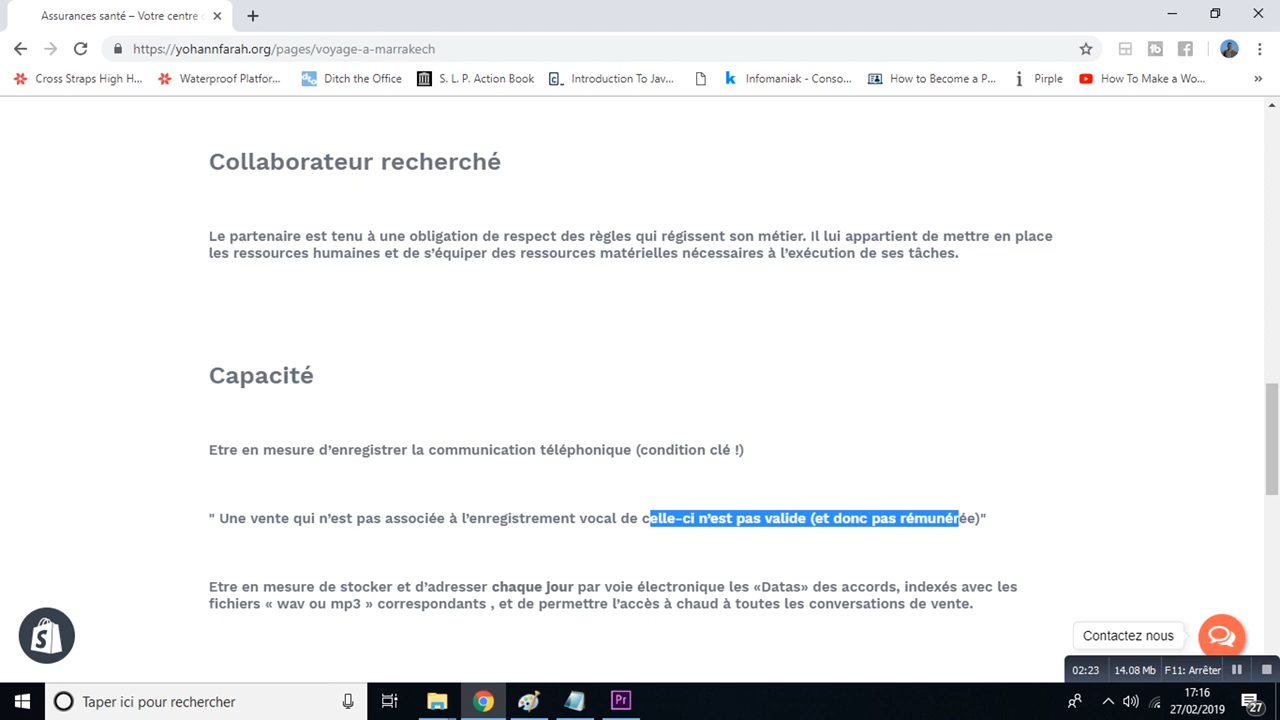 Assurances santé – Votre centre
https://yohannfarah.org/pages/voyage-a-marrakech
Cross Straps High H...
Waterproof Platfor...
Ditch the Office
S. L. P. Action Book
Introduction To Jav...
Infomaniak - Conso...
How to Become a P...
Pirple
How To Make a Wo...
»
Collaborateur recherché
Le partenaire est tenu à une obligation de respect des règles qui régissent son métier. Il lui appartient de mettre en place
les ressources humaines et de s’équiper des ressources matérielles nécessaires à l’exécution de ses tâches.
Capacité
Etre en mesure d’enregistrer la communication téléphonique (condition clé !)
" Une vente qui n’est pas associée à l’enregistrement vocal de celle-ci n’est pas valide (et donc pas rémunérée)"
Etre en mesure de stocker et d’adresser chaque jour par voie électronique les «Datas» des accords, indexés avec les
fichiers « wav ou mp3 » correspondants , et de permettre l’accès à chaud à toutes les conversations de vente.
Contactez nous
02:23
14.08 Mb
F11: Arrêter
Taper ici pour rechercher
Pr
17:16
27/02/2019
27